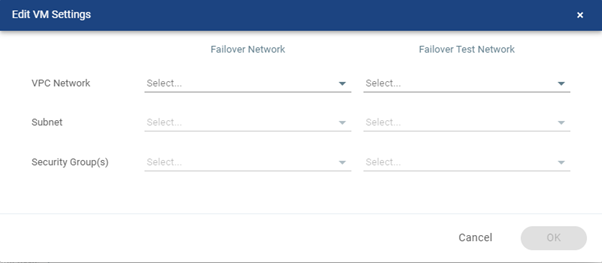 Edit VM Settings ×
Failover Network Failover Test Network
VPC Network Select... Select...
Subnet Select... Select...
Security Group(s) Select... Select...
Cancel OK